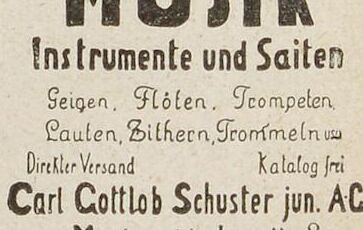 MUSIK
Instrumente und Saiten
Geigen, Flöten, Trompeten,
Lauten, Zithern, Trommeln usw
Direkter Versand Katalog frei
Carl Gottlob Schuster jun. A-G